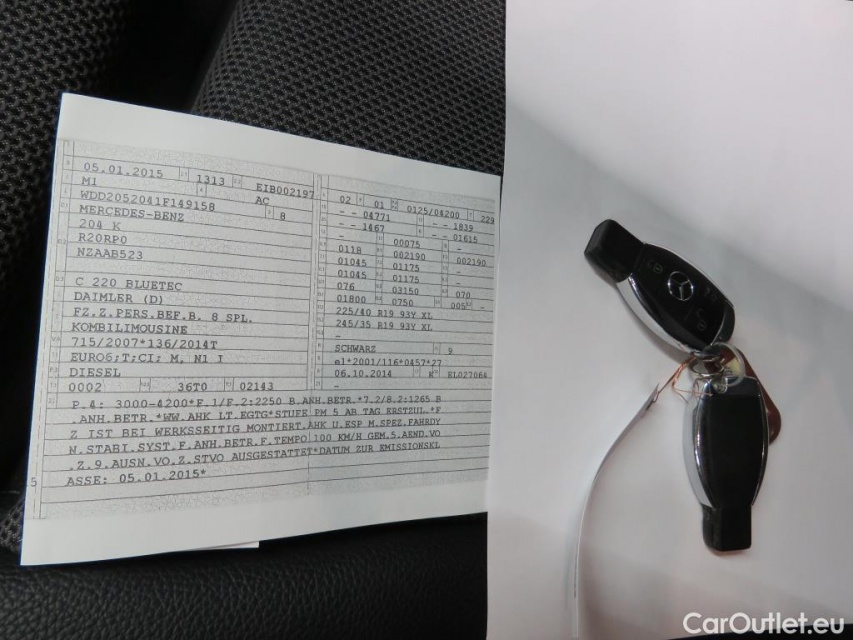 05.01.2015 1313 EIB002197
M1 AC
WDD2052041F149158 8
MERCEDES-BENZ
204 K
R20RP0
NZAAB523
C 220 BLUETEC
DAIMLER (D)
FZ.Z.PERS.BEF.B. 8 SPL.
KOMBILIMOUSINE
715/2007*136/2014T
EURO6;T;CI; M, N1 I
DIESEL
0002 36T0 02143
02 01 0125/04200 229
- - 04771 - - 1839
- - 1467 - - 01615
- 00075 -
0118 002190 002190
01045 01175 -
01045 01175 -
076 03150 070
01800 0750 005
225/40 R19 93Y XL
245/35 R19 93Y XL
-
-
SCHWARZ 9
e1*2001/116*0457*27
06.10.2014 K EL027064
-
P.4: 3000-4200*F.1/F.2:2250 B.ANH.BETR.*7.2/8.2:1265 B
.ANH.BETR.*WW.AHK LT.EGTG*STUFE PM 5 AB TAG ERSTZUL.*F
Z IST BEI WERKSSEITIG MONTIERT.AHK U.ESP M.SPEZ.FAHRDY
N.STABI.SYST.F.ANH.BETR.F.TEMPO 100 KM/H GEM.5.AEND.VO
.Z.9.AUSN.VO.Z.STVO AUSGESTATTET*DATUM ZUR EMISSIONSKL
ASSE: 05.01.2015*
CarOutlet.eu